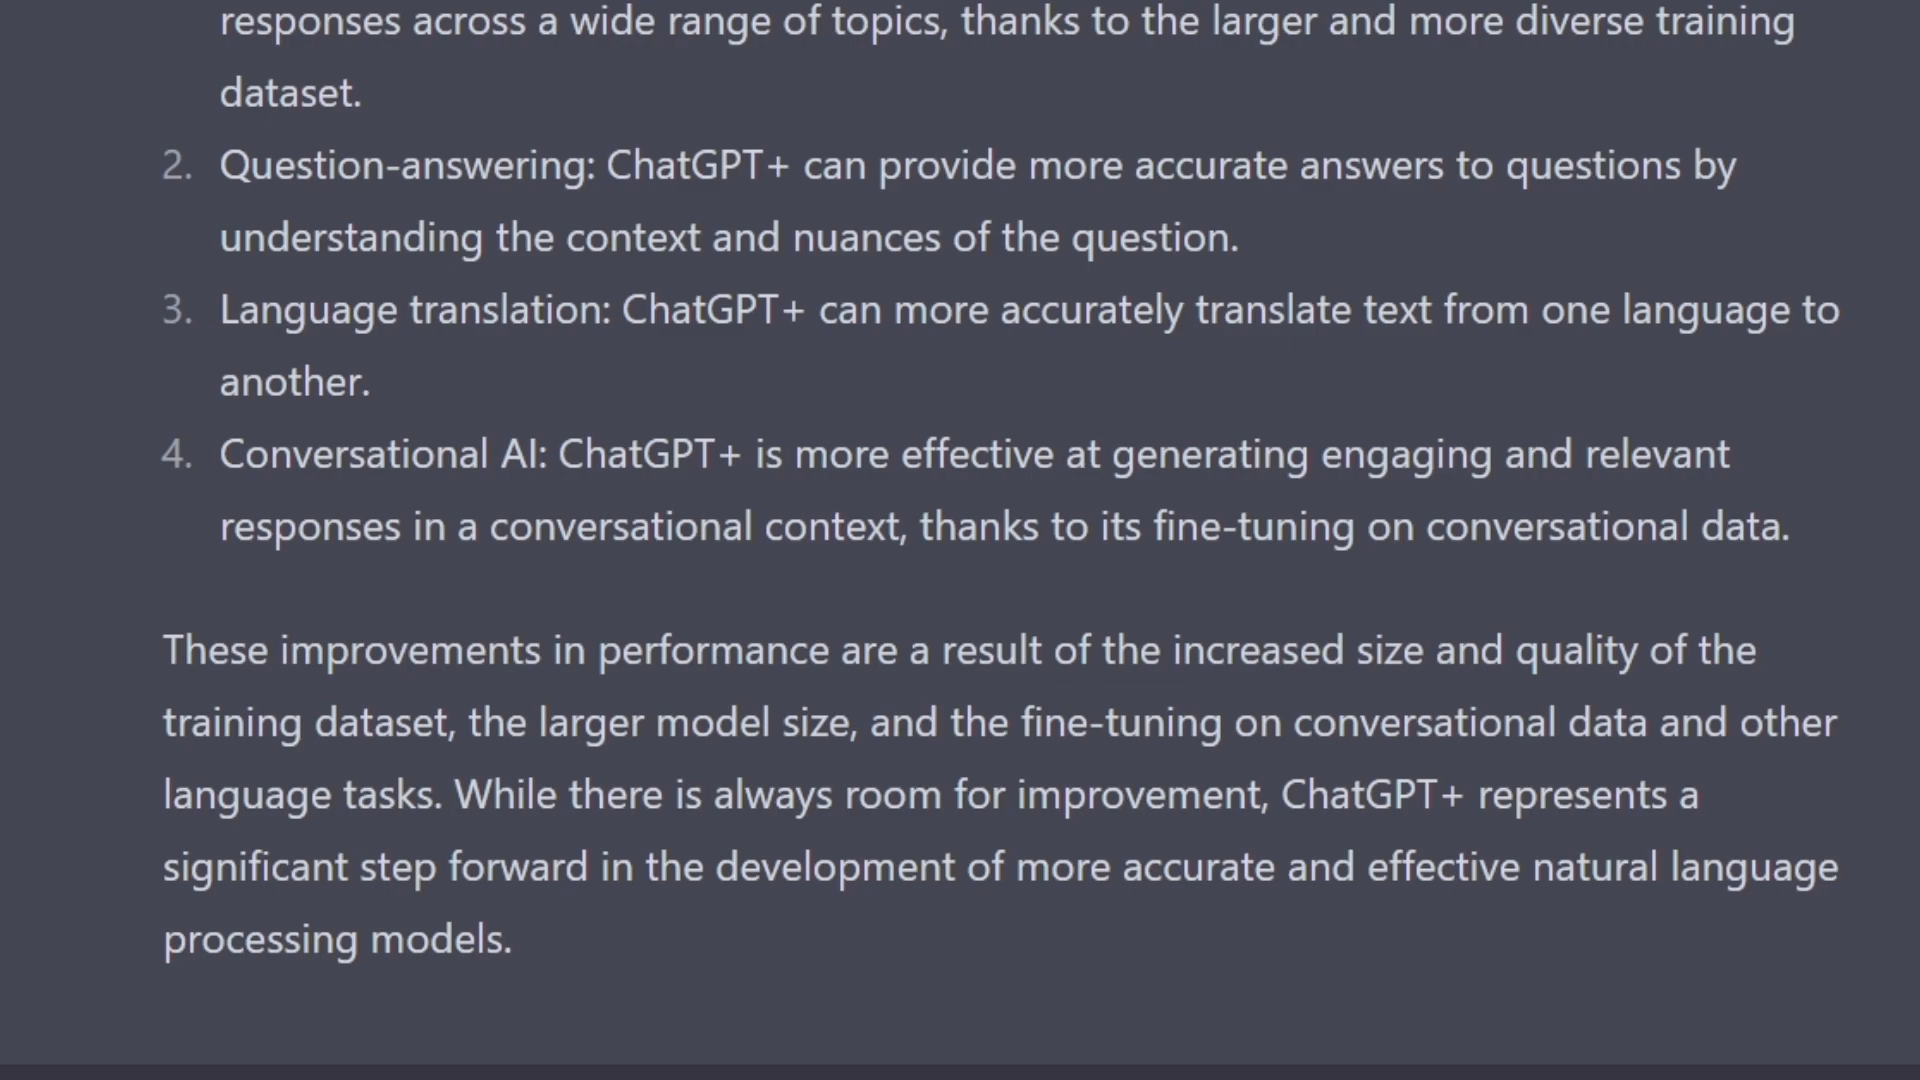 responses across a wide range of topics, thanks to the larger and more diverse training
dataset.
2. Question-answering: ChatGPT+ can provide more accurate answers to questions by
understanding the context and nuances of the question.
3. Language translation: ChatGPT+ can more accurately translate text from one language to
another.
4. Conversational AI: ChatGPT+ is more effective at generating engaging and relevant
responses in a conversational context, thanks to its fine-tuning on conversational data.
These improvements in performance are a result of the increased size and quality of the
training dataset, the larger model size, and the fine-tuning on conversational data and other
language tasks. While there is always room for improvement, ChatGPT+ represents a
significant step forward in the development of more accurate and effective natural language
processing models.